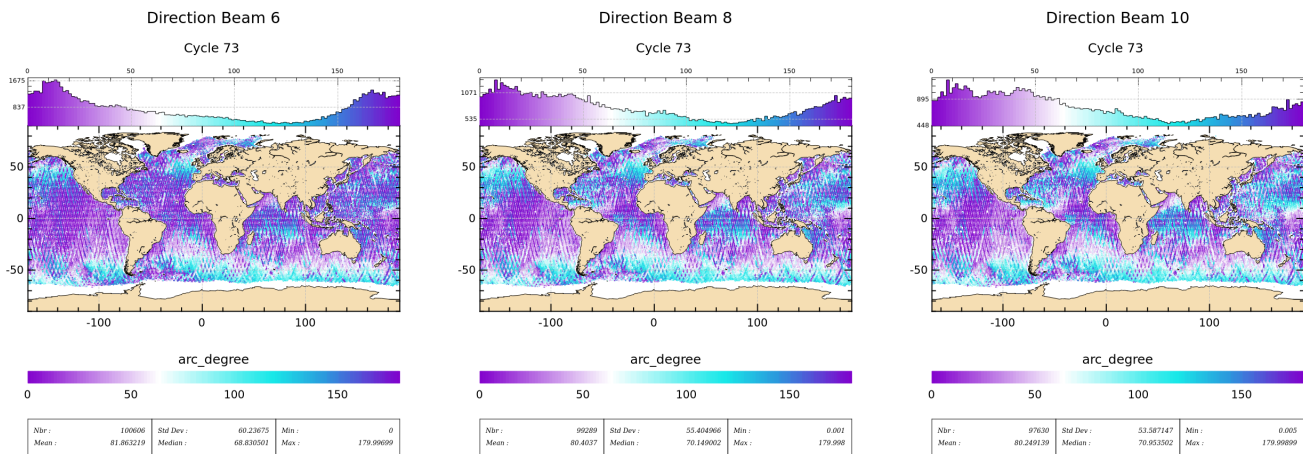 Direction Beam 6
Cycle 73
0 50 100 150
1675
837
50
0
-50
-100 0 100
arc_degree
0 50 100 150
Nbr : 100606 Std Dev : 60.23675 Min : 0
Mean : 81.863219 Median : 68.830501 Max : 179.99699
Direction Beam 8
Cycle 73
0 50 100 150
1071
535
50
0
-50
-100 0 100
arc_degree
0 50 100 150
Nbr : 99289 Std Dev : 55.404966 Min : 0.001
Mean : 80.4037 Median : 70.149002 Max : 179.998
Direction Beam 10
Cycle 73
0 50 100 150
895
448
50
0
-50
-100 0 100
arc_degree
0 50 100 150
Nbr : 97630 Std Dev : 53.587147 Min : 0.005
Mean : 80.249139 Median : 70.953502 Max : 179.99899